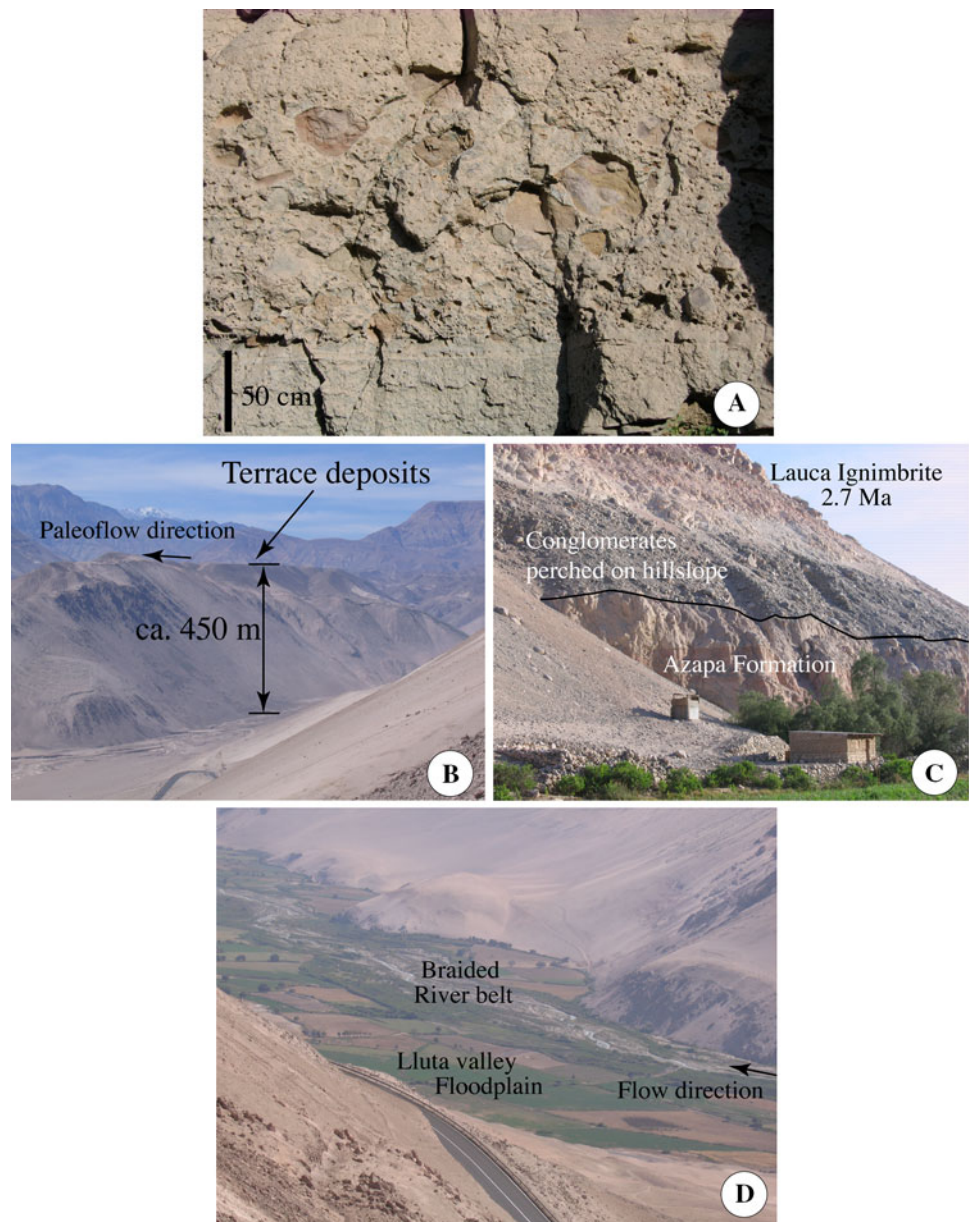 50 cm
A
Terrace deposits
Paleoflow direction
ca. 450 m
B
Lauca Ignimbrite
2.7 Ma
Conglomerates
perched on hillslope
Azapa Formation
C
Braided
River belt
Lluta valley
Floodplain
Flow direction
D